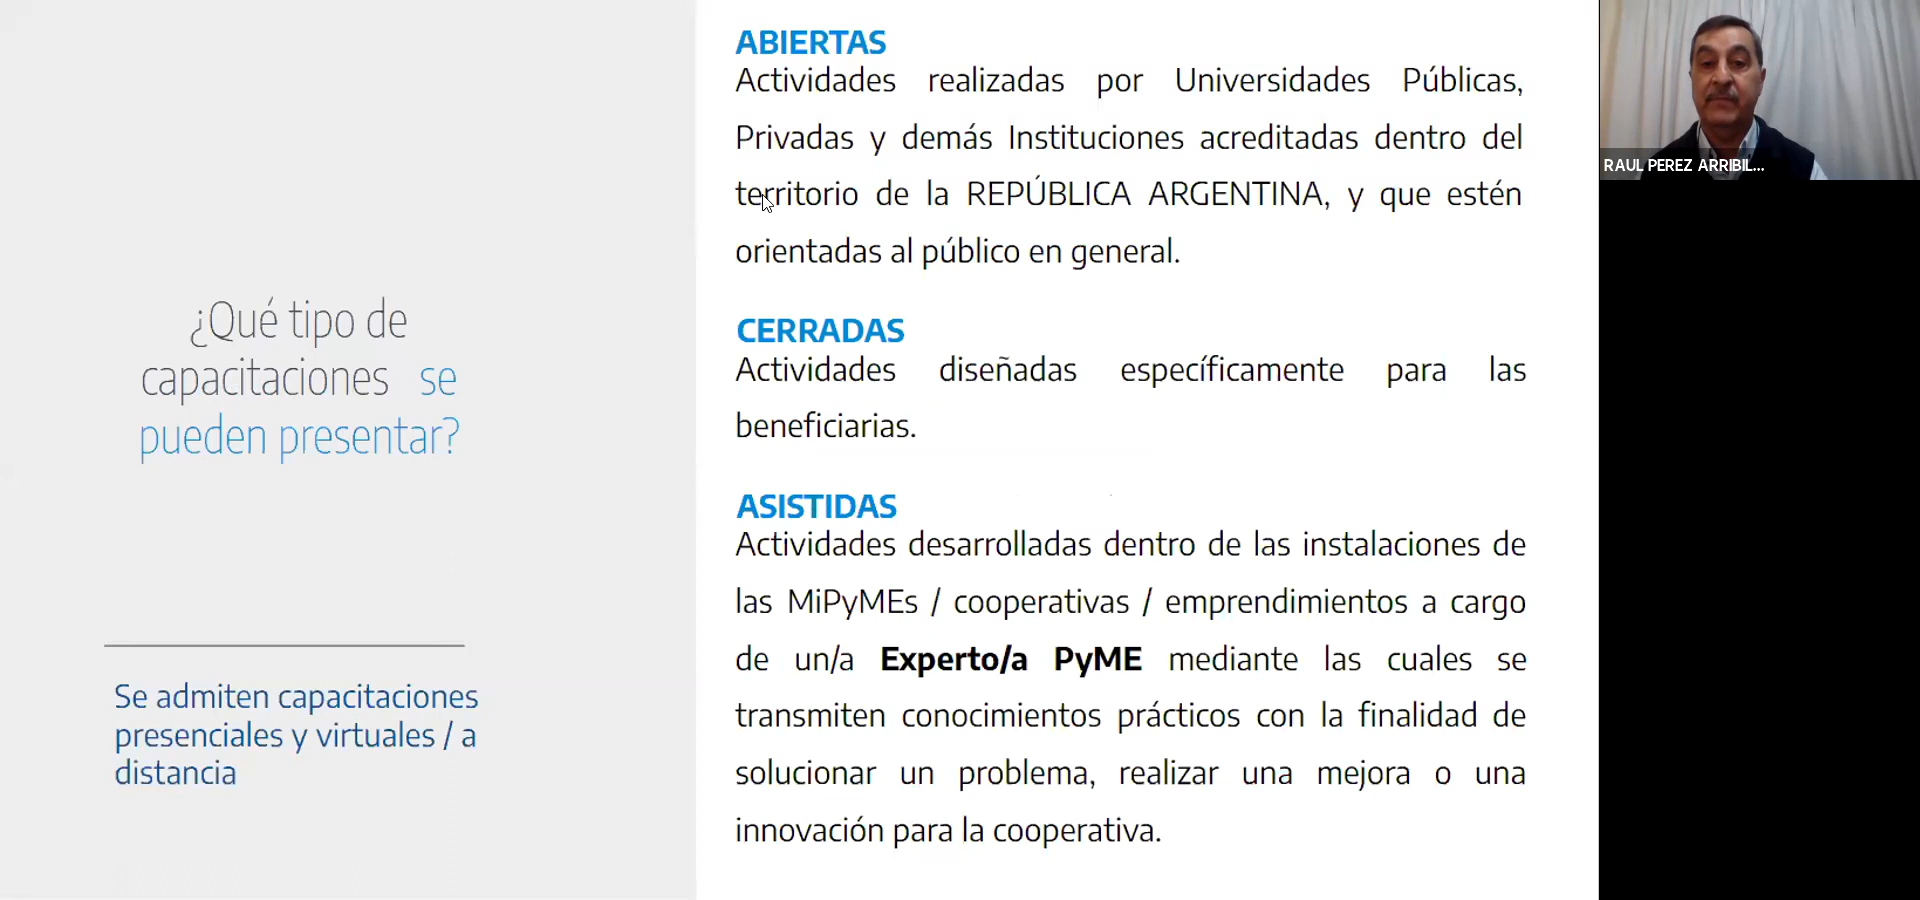 ¿Qué tipo de
capacitaciones se
pueden presentar?
Se admiten capacitaciones
presenciales y virtuales / a
distancia
ABIERTAS
Actividades realizadas por Universidades Públicas,
Privadas y demás Instituciones acreditadas dentro del
territorio de la REPÚBLICA ARGENTINA, y que estén
orientadas al público en general.
CERRADAS
Actividades diseñadas específicamente para las
beneficiarias.
ASISTIDAS
Actividades desarrolladas dentro de las instalaciones de
las MiPyMEs / cooperativas / emprendimientos a cargo
de un/a Experto/a PyME mediante las cuales se
transmiten conocimientos prácticos con la finalidad de
solucionar un problema, realizar una mejora o una
innovación para la cooperativa.
RAUL PEREZ ARRIBIL...